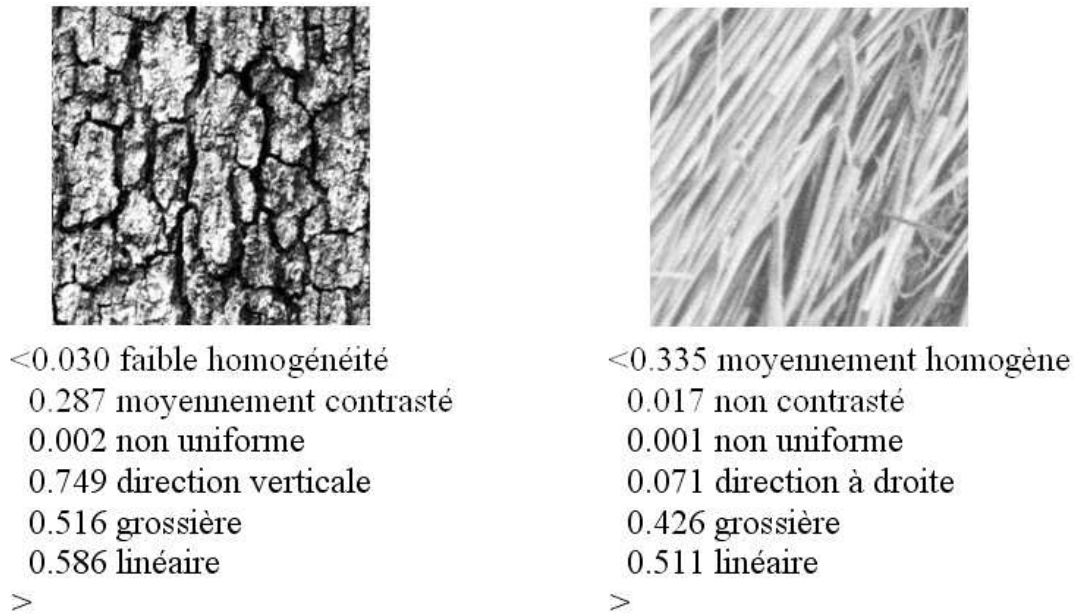 <0.030 faible homogénéité
0.287 moyennement contrasté
0.002 non uniforme
0.749 direction verticale
0.516 grossière
0.586 linéaire
>
<0.335 moyennement homogène
0.017 non contrasté
0.001 non uniforme
0.071 direction à droite
0.426 grossière
0.511 linéaire
>